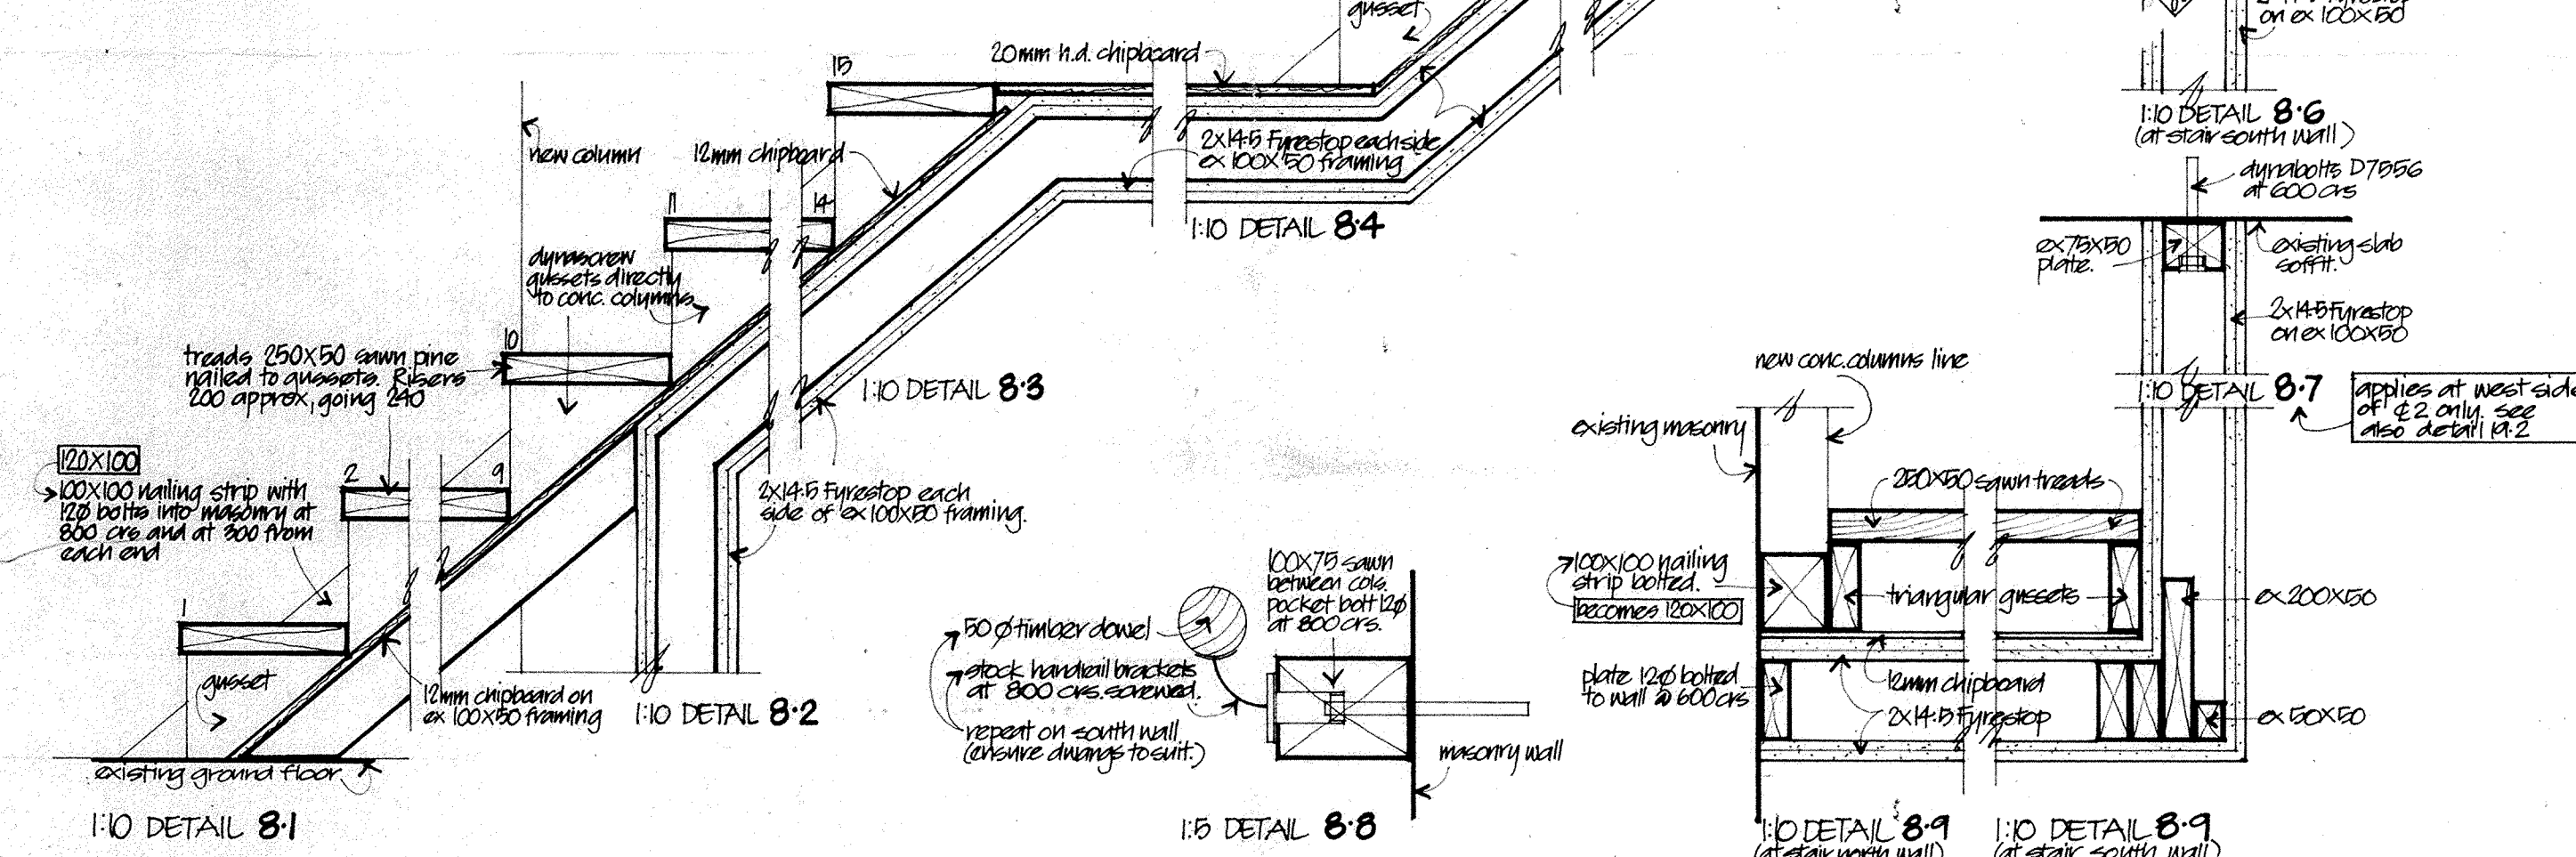 gusset
on ex 100x50
20mm h.d. chipboard
15
1:10 DETAIL 8·6
(at stair south wall)
new column
12mm chipboard
2x14·5 Fyrestop each side
ex 100x50 framing
dynabolts D7556
at 600 crs
11
14
1:10 DETAIL 8·4
ex 75x50
plate.
existing slab
soffit.
dynascrew
gussets directly
to conc. columns
2x14·5 Fyrestop
on ex 100x50
10
treads 250x50 sawn pine
nailed to gussets. Risers
200 approx, going 240
1:10 DETAIL 8·3
new conc. columns line
1:10 DETAIL 8·7
applies at west side
of ¢2 only. see
also detail 19·2
existing masonry
120x100
100x100 nailing strip with
12ø bolts into masonry at
800 crs and at 300 from
each end
2
9
2x14·5 Fyrestop each
side of ex 100x50 framing.
250x50 sawn treads
100x75 sawn
between cols.
pocket bolt 12ø
at 800 crs.
100x100 nailing
strip bolted.
becomes 120x100
triangular gussets
ex 200x50
1
50 ø timber dowel
stock handrail brackets
at 800 crs. screwed.
repeat on south wall
(ensure dwangs to suit.)
gusset
12mm chipboard on
ex 100x50 framing
1:10 DETAIL 8·2
plate 12ø bolted
to wall @ 600 crs
12mm chipboard
2x14·5 Fyrestop
ex 50x50
masonry wall
existing ground floor
1:10 DETAIL 8·1
1:5 DETAIL 8·8
1:10 DETAIL 8·9
(at stair north wall)
1:10 DETAIL 8·9
(at stair south wall)